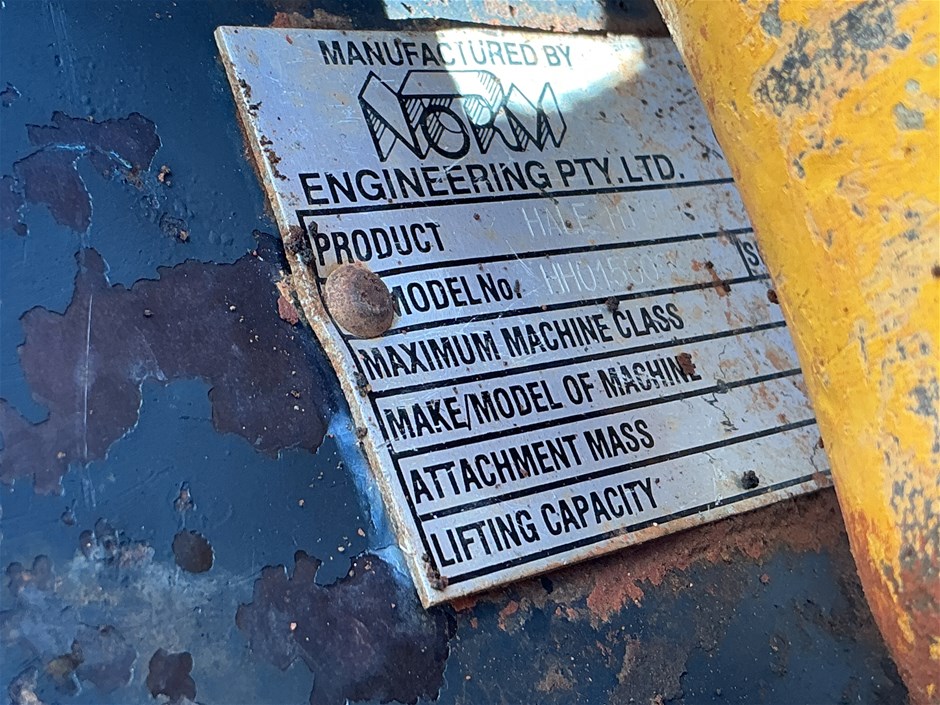 MANUFACTURED BY
NORM
ENGINEERING PTY. LTD.
PRODUCT
MODEL No.
MAXIMUM MACHINE CLASS
MAKE/MODEL OF MACHINE
ATTACHMENT MASS
LIFTING CAPACITY